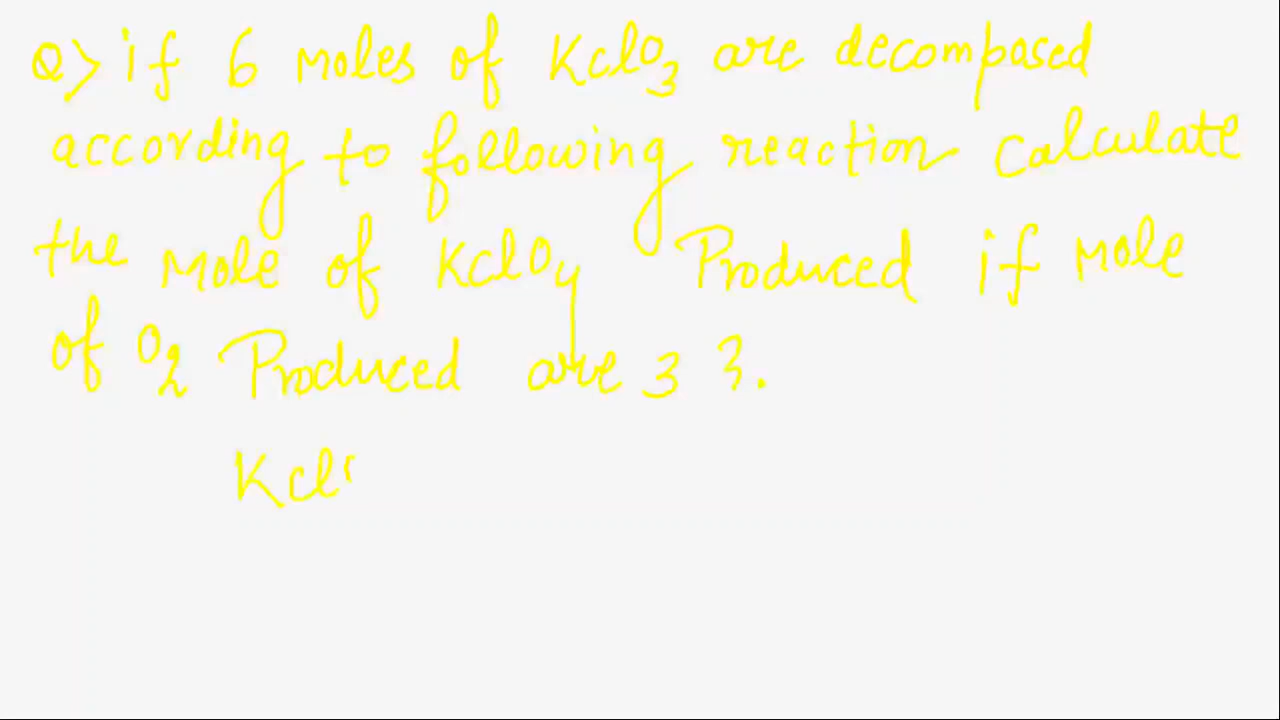 Q> if 6 moles of KclO3 are decomposed
according to following reaction calculate
the mole of KclO4 Produced if mole
of O2 Produced are 3 ?.
Kcl